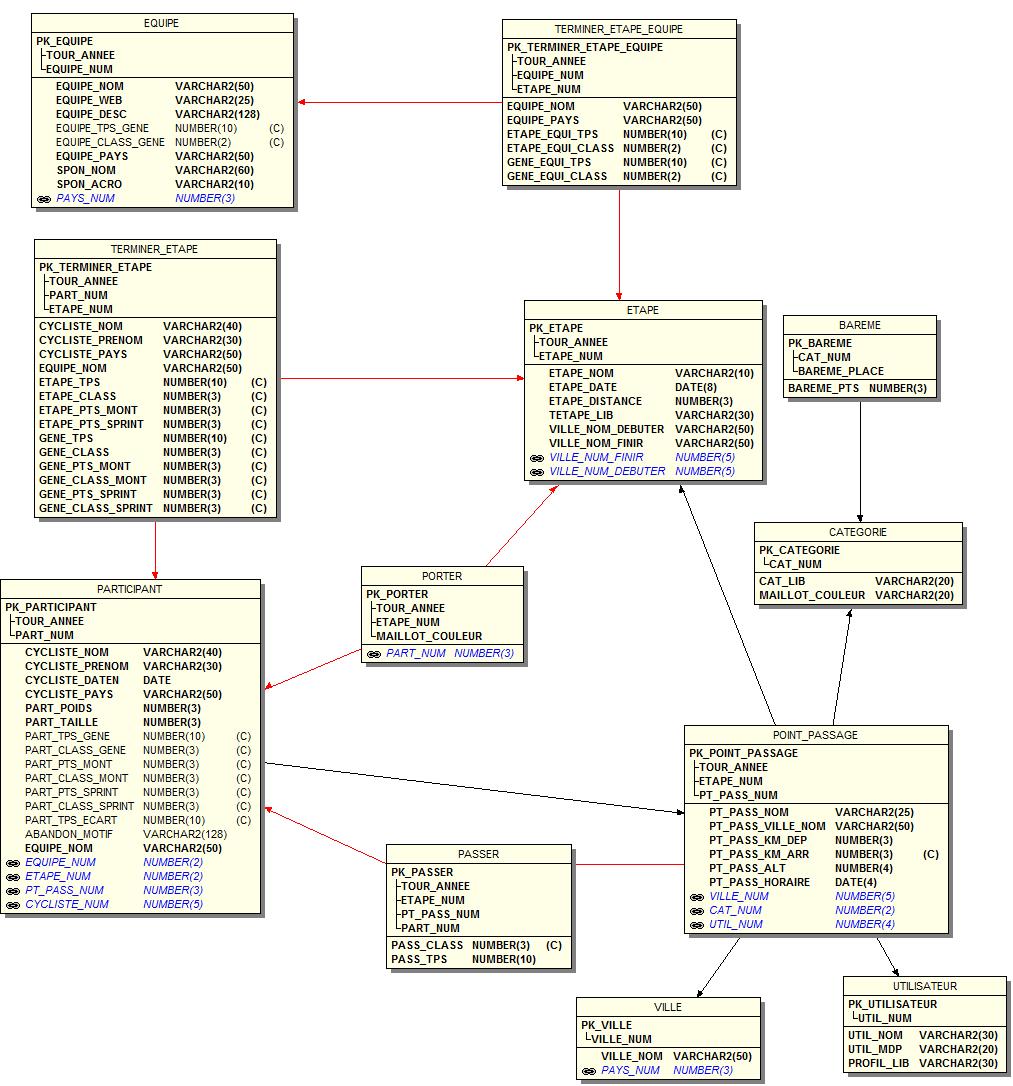 EQUIPE
PK_EQUIPE
TOUR_ANNEE
EQUIPE_NUM
EQUIPE_NOM VARCHAR2(50)
EQUIPE_WEB VARCHAR2(25)
EQUIPE_DESC VARCHAR2(128)
EQUIPE_TPS_GENE NUMBER(10) (C)
EQUIPE_CLASS_GENE NUMBER(2) (C)
EQUIPE_PAYS VARCHAR2(50)
SPON_NOM VARCHAR2(60)
SPON_ACRO VARCHAR2(10)
PAYS_NUM NUMBER(3)
TERMINER_ETAPE_EQUIPE
PK_TERMINER_ETAPE_EQUIPE
TOUR_ANNEE
EQUIPE_NUM
ETAPE_NUM
EQUIPE_NOM VARCHAR2(50)
EQUIPE_PAYS VARCHAR2(50)
ETAPE_EQUI_TPS NUMBER(10) (C)
ETAPE_EQUI_CLASS NUMBER(2) (C)
GENE_EQUI_TPS NUMBER(10) (C)
GENE_EQUI_CLASS NUMBER(2) (C)
TERMINER_ETAPE
PK_TERMINER_ETAPE
TOUR_ANNEE
PART_NUM
ETAPE_NUM
CYCLISTE_NOM VARCHAR2(40)
CYCLISTE_PRENOM VARCHAR2(30)
CYCLISTE_PAYS VARCHAR2(50)
EQUIPE_NOM VARCHAR2(50)
ETAPE_TPS NUMBER(10) (C)
ETAPE_CLASS NUMBER(3) (C)
ETAPE_PTS_MONT NUMBER(3) (C)
ETAPE_PTS_SPRINT NUMBER(3) (C)
GENE_TPS NUMBER(10) (C)
GENE_CLASS NUMBER(3) (C)
GENE_PTS_MONT NUMBER(3) (C)
GENE_CLASS_MONT NUMBER(3) (C)
GENE_PTS_SPRINT NUMBER(3) (C)
GENE_CLASS_SPRINT NUMBER(3) (C)
ETAPE
PK_ETAPE
TOUR_ANNEE
ETAPE_NUM
ETAPE_NOM VARCHAR2(10)
ETAPE_DATE DATE(8)
ETAPE_DISTANCE NUMBER(3)
TETAPE_LIB VARCHAR2(30)
VILLE_NOM_DEBUTER VARCHAR2(50)
VILLE_NOM_FINIR VARCHAR2(50)
VILLE_NUM_FINIR NUMBER(5)
VILLE_NUM_DEBUTER NUMBER(5)
BAREME
PK_BAREME
CAT_NUM
BAREME_PLACE
BAREME_PTS NUMBER(3)
CATEGORIE
PK_CATEGORIE
CAT_NUM
CAT_LIB VARCHAR2(20)
MAILLOT_COULEUR VARCHAR2(20)
PORTER
PK_PORTER
TOUR_ANNEE
ETAPE_NUM
MAILLOT_COULEUR
PART_NUM NUMBER(3)
PARTICIPANT
PK_PARTICIPANT
TOUR_ANNEE
PART_NUM
CYCLISTE_NOM VARCHAR2(40)
CYCLISTE_PRENOM VARCHAR2(30)
CYCLISTE_DATEN DATE
CYCLISTE_PAYS VARCHAR2(50)
PART_POIDS NUMBER(3)
PART_TAILLE NUMBER(3)
PART_TPS_GENE NUMBER(10) (C)
PART_CLASS_GENE NUMBER(3) (C)
PART_PTS_MONT NUMBER(3) (C)
PART_CLASS_MONT NUMBER(3) (C)
PART_PTS_SPRINT NUMBER(3) (C)
PART_CLASS_SPRINT NUMBER(3) (C)
PART_TPS_ECART NUMBER(10) (C)
ABANDON_MOTIF VARCHAR2(128)
EQUIPE_NOM VARCHAR2(50)
EQUIPE_NUM NUMBER(2)
ETAPE_NUM NUMBER(2)
PT_PASS_NUM NUMBER(3)
CYCLISTE_NUM NUMBER(5)
POINT_PASSAGE
PK_POINT_PASSAGE
TOUR_ANNEE
ETAPE_NUM
PT_PASS_NUM
PT_PASS_NOM VARCHAR2(25)
PT_PASS_VILLE_NOM VARCHAR2(50)
PT_PASS_KM_DEP NUMBER(3)
PT_PASS_KM_ARR NUMBER(3) (C)
PT_PASS_ALT NUMBER(4)
PT_PASS_HORAIRE DATE(4)
VILLE_NUM NUMBER(5)
CAT_NUM NUMBER(2)
UTIL_NUM NUMBER(4)
PASSER
PK_PASSER
TOUR_ANNEE
ETAPE_NUM
PT_PASS_NUM
PART_NUM
PASS_CLASS NUMBER(3) (C)
PASS_TPS NUMBER(10)
VILLE
PK_VILLE
VILLE_NUM
VILLE_NOM VARCHAR2(50)
PAYS_NUM NUMBER(3)
UTILISATEUR
PK_UTILISATEUR
UTIL_NUM
UTIL_NOM VARCHAR2(30)
UTIL_MDP VARCHAR2(20)
PROFIL_LIB VARCHAR2(30)